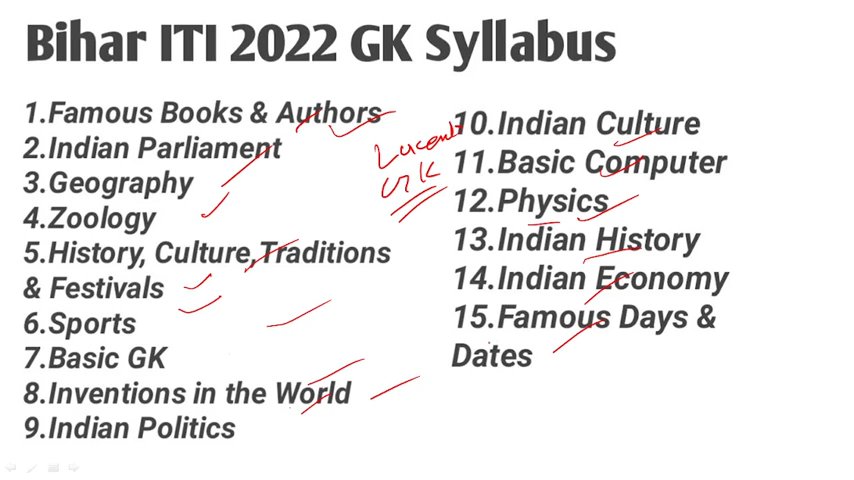 Bihar ITI 2022 GK Syllabus
1.Famous Books & Authors
2.Indian Parliament
3.Geography
4.Zoology
5.History, Culture,Traditions
& Festivals
6.Sports
7.Basic GK
8.Inventions in the World
9.Indian Politics
Lucent
GK
10.Indian Culture
11.Basic Computer
12.Physics
13.Indian History
14.Indian Economy
15.Famous Days &
Dates